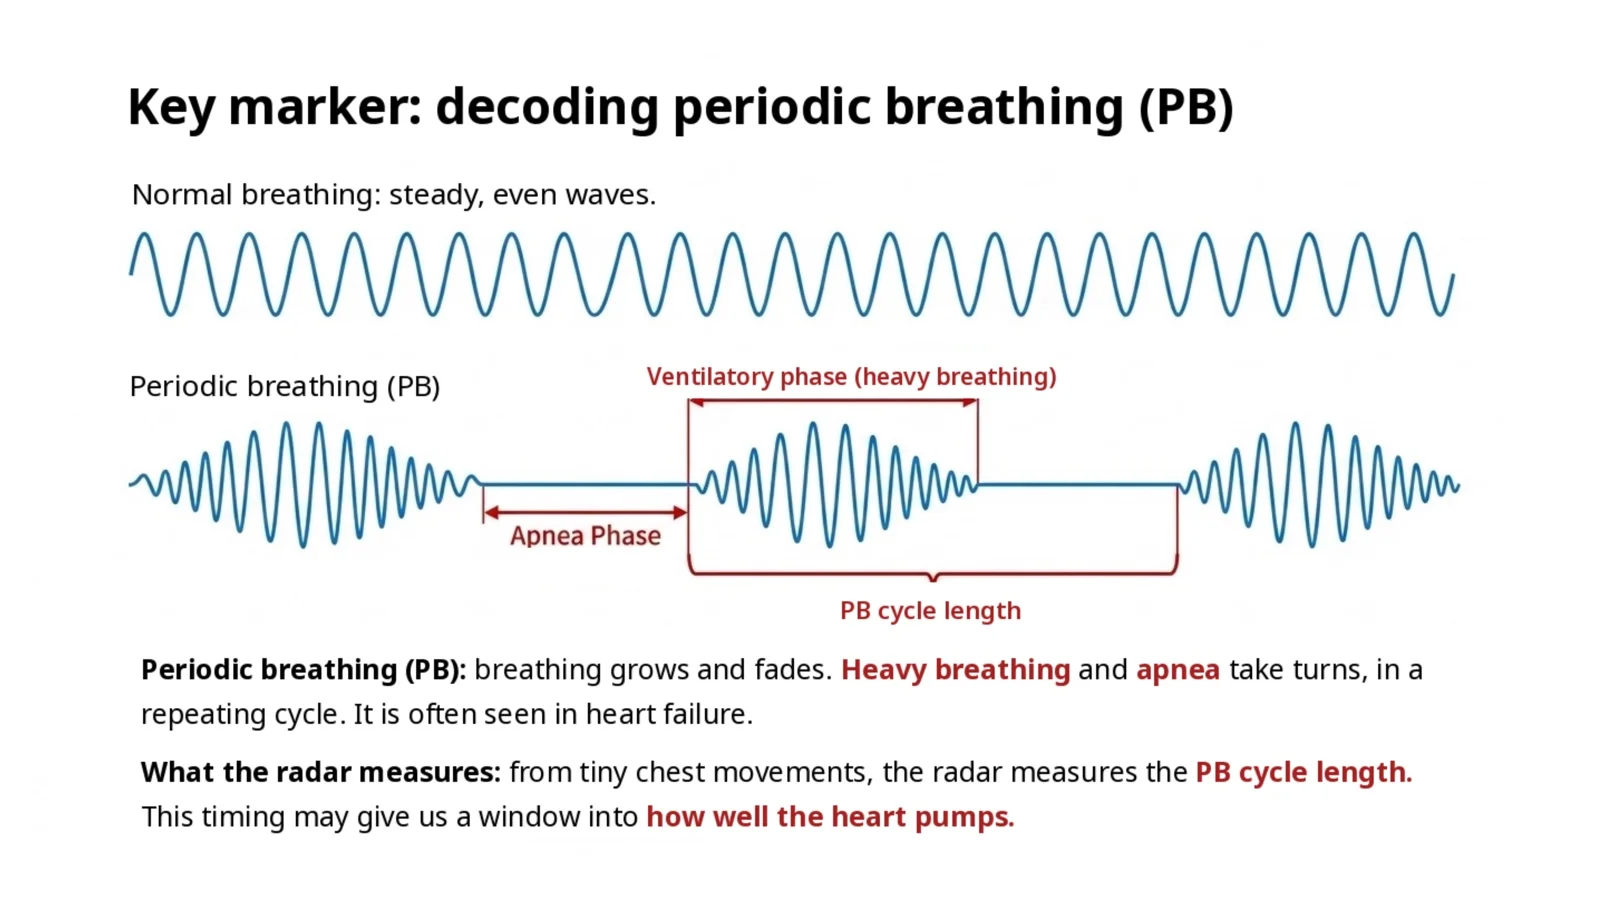 Key marker: decoding periodic breathing (PB)
Normal breathing: steady, even waves.
Periodic breathing (PB)
Ventilatory phase (heavy breathing)
Apnea Phase
PB cycle length
Periodic breathing (PB): breathing grows and fades. Heavy breathing and apnea take turns, in a
repeating cycle. It is often seen in heart failure.
What the radar measures: from tiny chest movements, the radar measures the PB cycle length.
This timing may give us a window into how well the heart pumps.